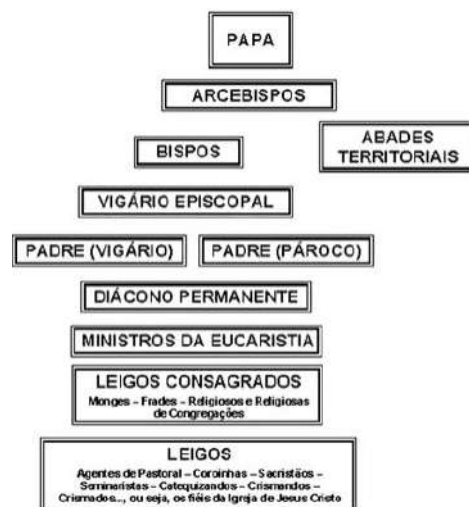 PAPA
ARCEBISPOS
BISPOS
ABADES
TERRITORIAIS
VIGÁRIO EPISCOPAL
PADRE (VIGÁRIO)
PADRE (PÁROCO)
DIÁCONO PERMANENTE
MINISTROS DA EUCARISTIA
LEIGOS CONSAGRADOS
Monges – Frades – Religiosos e Religiosas
de Congregações
LEIGOS
Agentes de Pastoral – Coroinhas – Sacristãos –
Seminaristas – Catequizandos – Crismandos –
Crismados..., ou seja, os fiéis da Igreja de Jesus Cristo